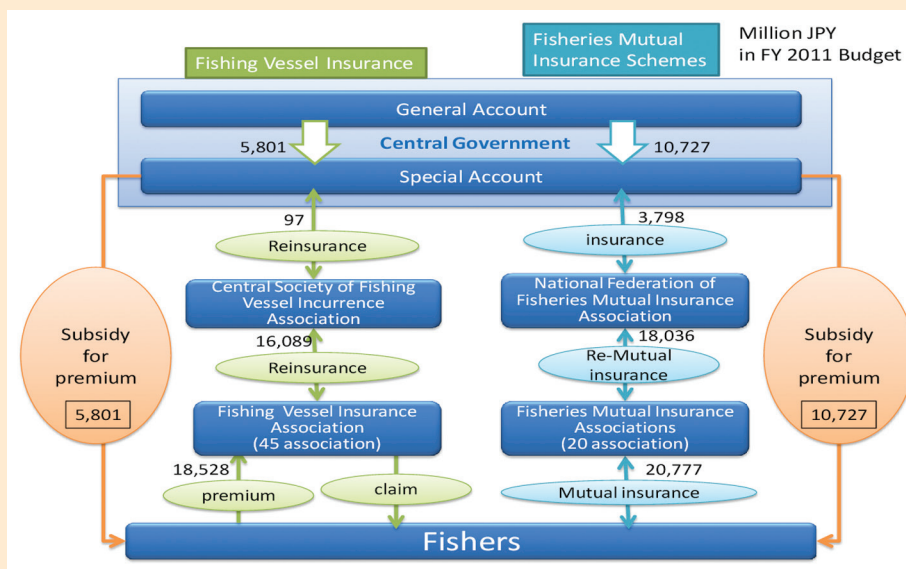 Fishing Vessel Insurance
Fisheries Mutual
Insurance Schemes
Million JPY
in FY 2011 Budget
General Account
5,801
Central Government
10,727
Special Account
97
3,798
Reinsurance
insurance
Central Society of Fishing
Vessel Incurrence
Association
National Federation of
Fisheries Mutual Insurance
Association
Subsidy
for
premium
5,801
Subsidy
for
premium
10,727
16,089
18,036
Reinsurance
Re-Mutual
insurance
Fishing Vessel Insurance
Association
(45 association)
Fisheries Mutual Insurance
Associations
(20 association)
18,528
20,777
premium
claim
Mutual insurance
Fishers